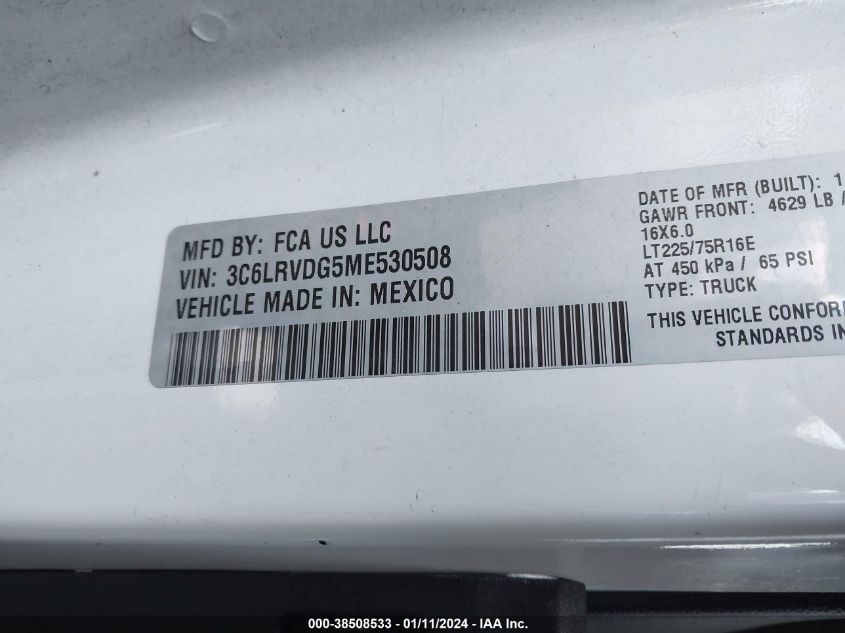 MFD BY: FCA US LLC
VIN: 3C6LRVDG5ME530508
VEHICLE MADE IN: MEXICO
DATE OF MFR (BUILT): 1
GAWR FRONT: 4629 LB /
16X6.0
LT225/75R16E
AT 450 kPa / 65 PSI
TYPE: TRUCK
THIS VEHICLE CONFOR
STANDARDS IN
000-38508533 - 01/11/2024 - IAA Inc.